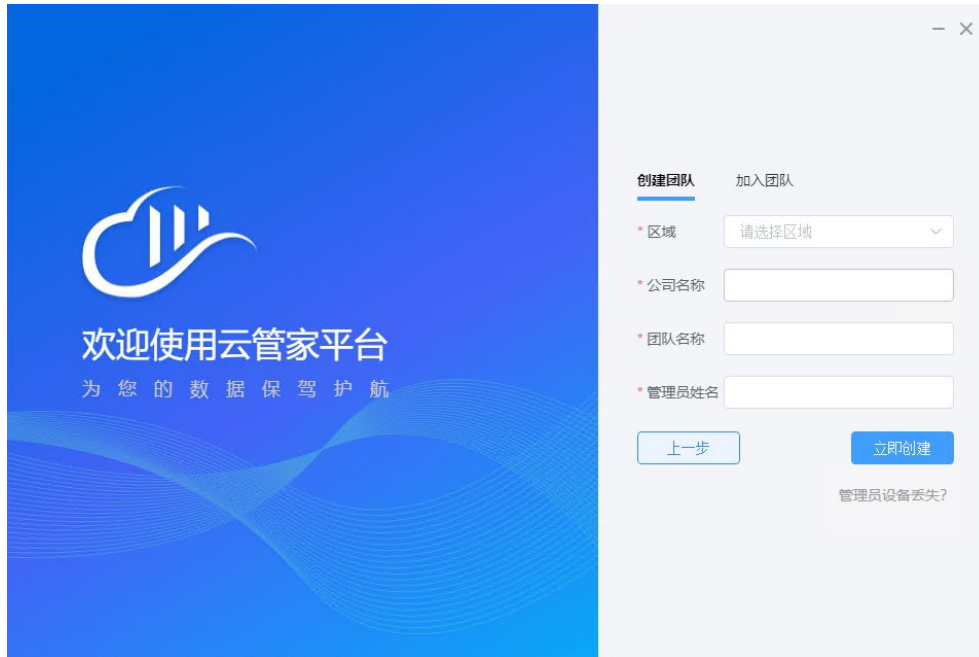 欢迎使用云管家平台
为您的数据保驾护航
创建团队 加入团队
* 区域 请选择区域
* 公司名称
* 团队名称
* 管理员姓名
上一步 立即创建
管理员设备丢失?